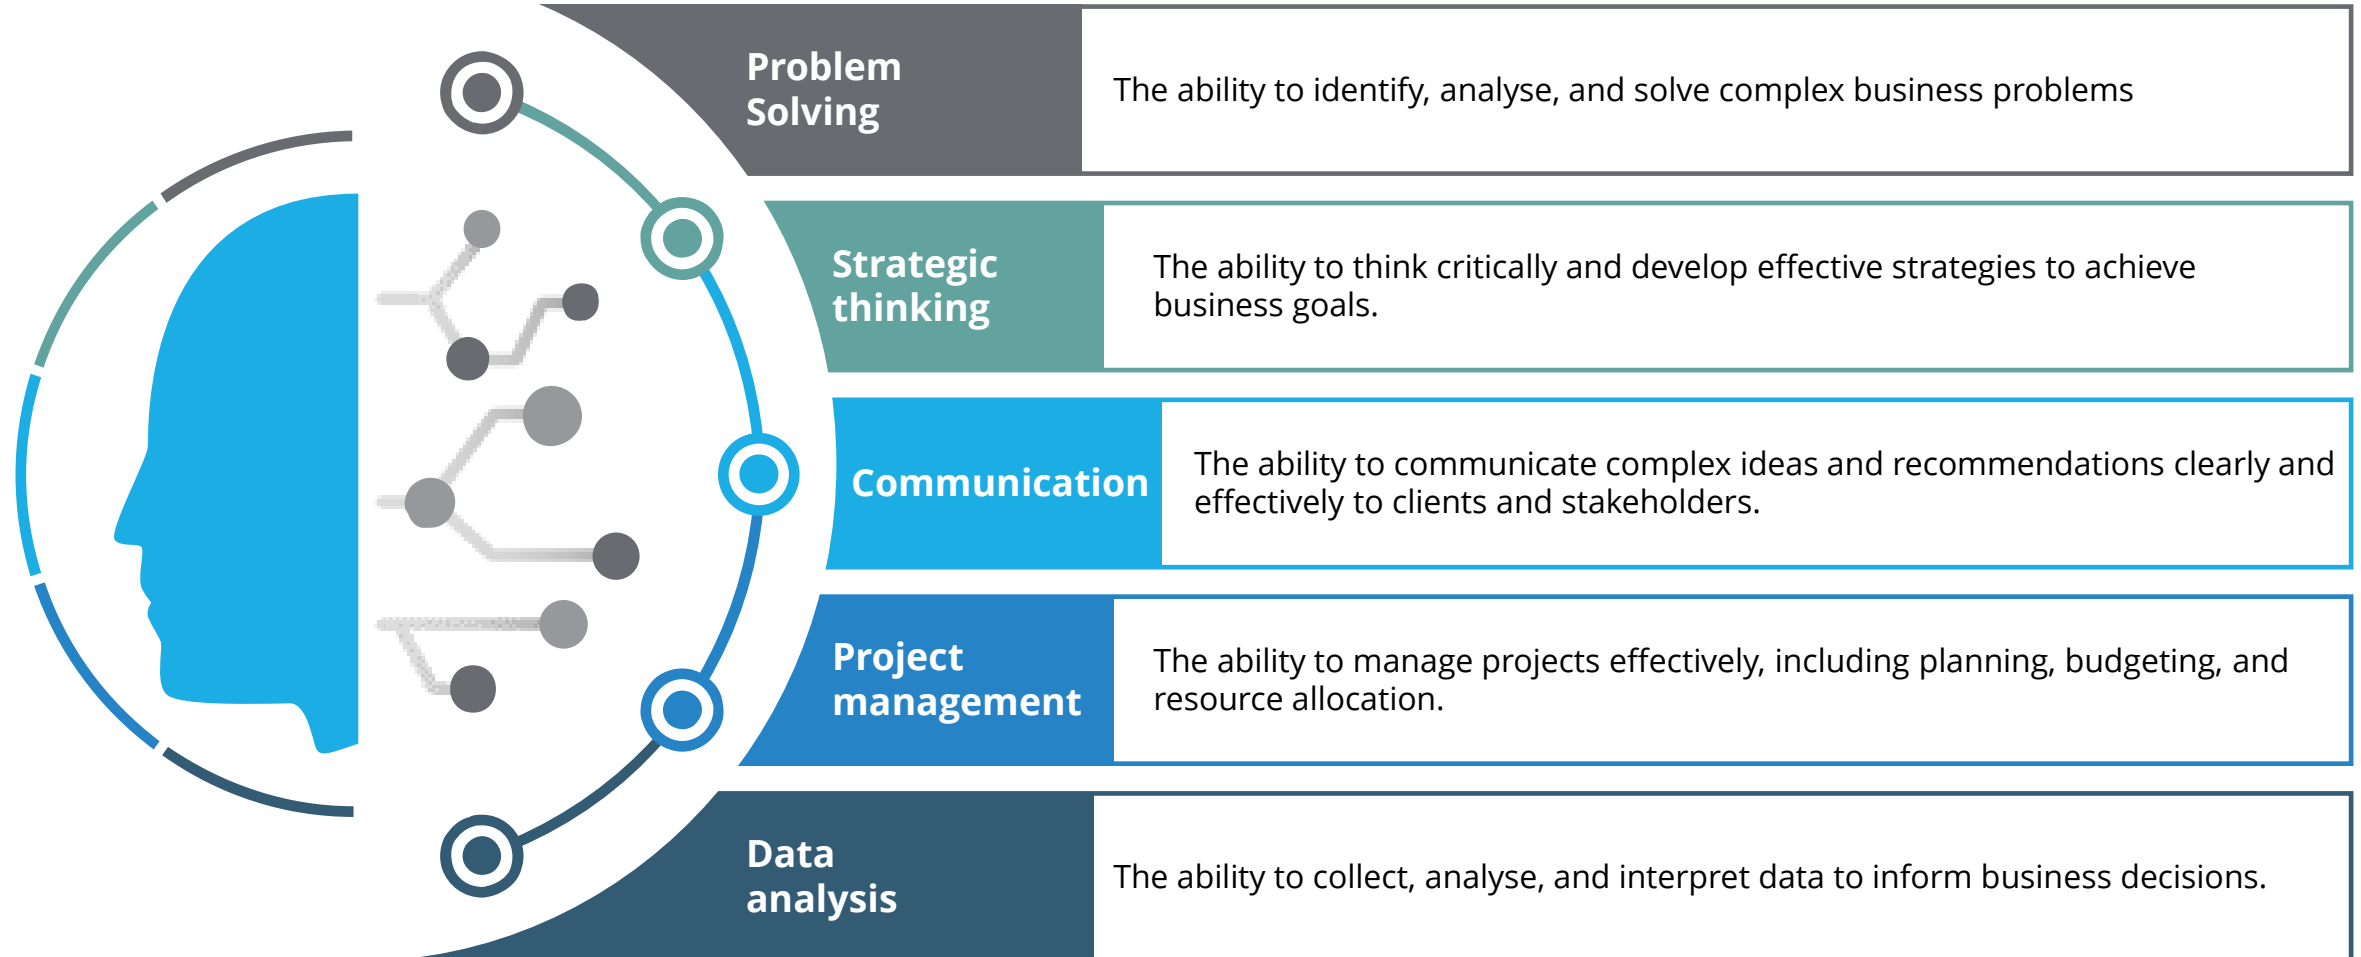 Problem
Solving
The ability to identify, analyse, and solve complex business problems
Strategic
thinking
The ability to think critically and develop effective strategies to achieve
business goals.
Communication
The ability to communicate complex ideas and recommendations clearly and
effectively to clients and stakeholders.
Project
management
The ability to manage projects effectively, including planning, budgeting, and
resource allocation.
Data
analysis
The ability to collect, analyse, and interpret data to inform business decisions.